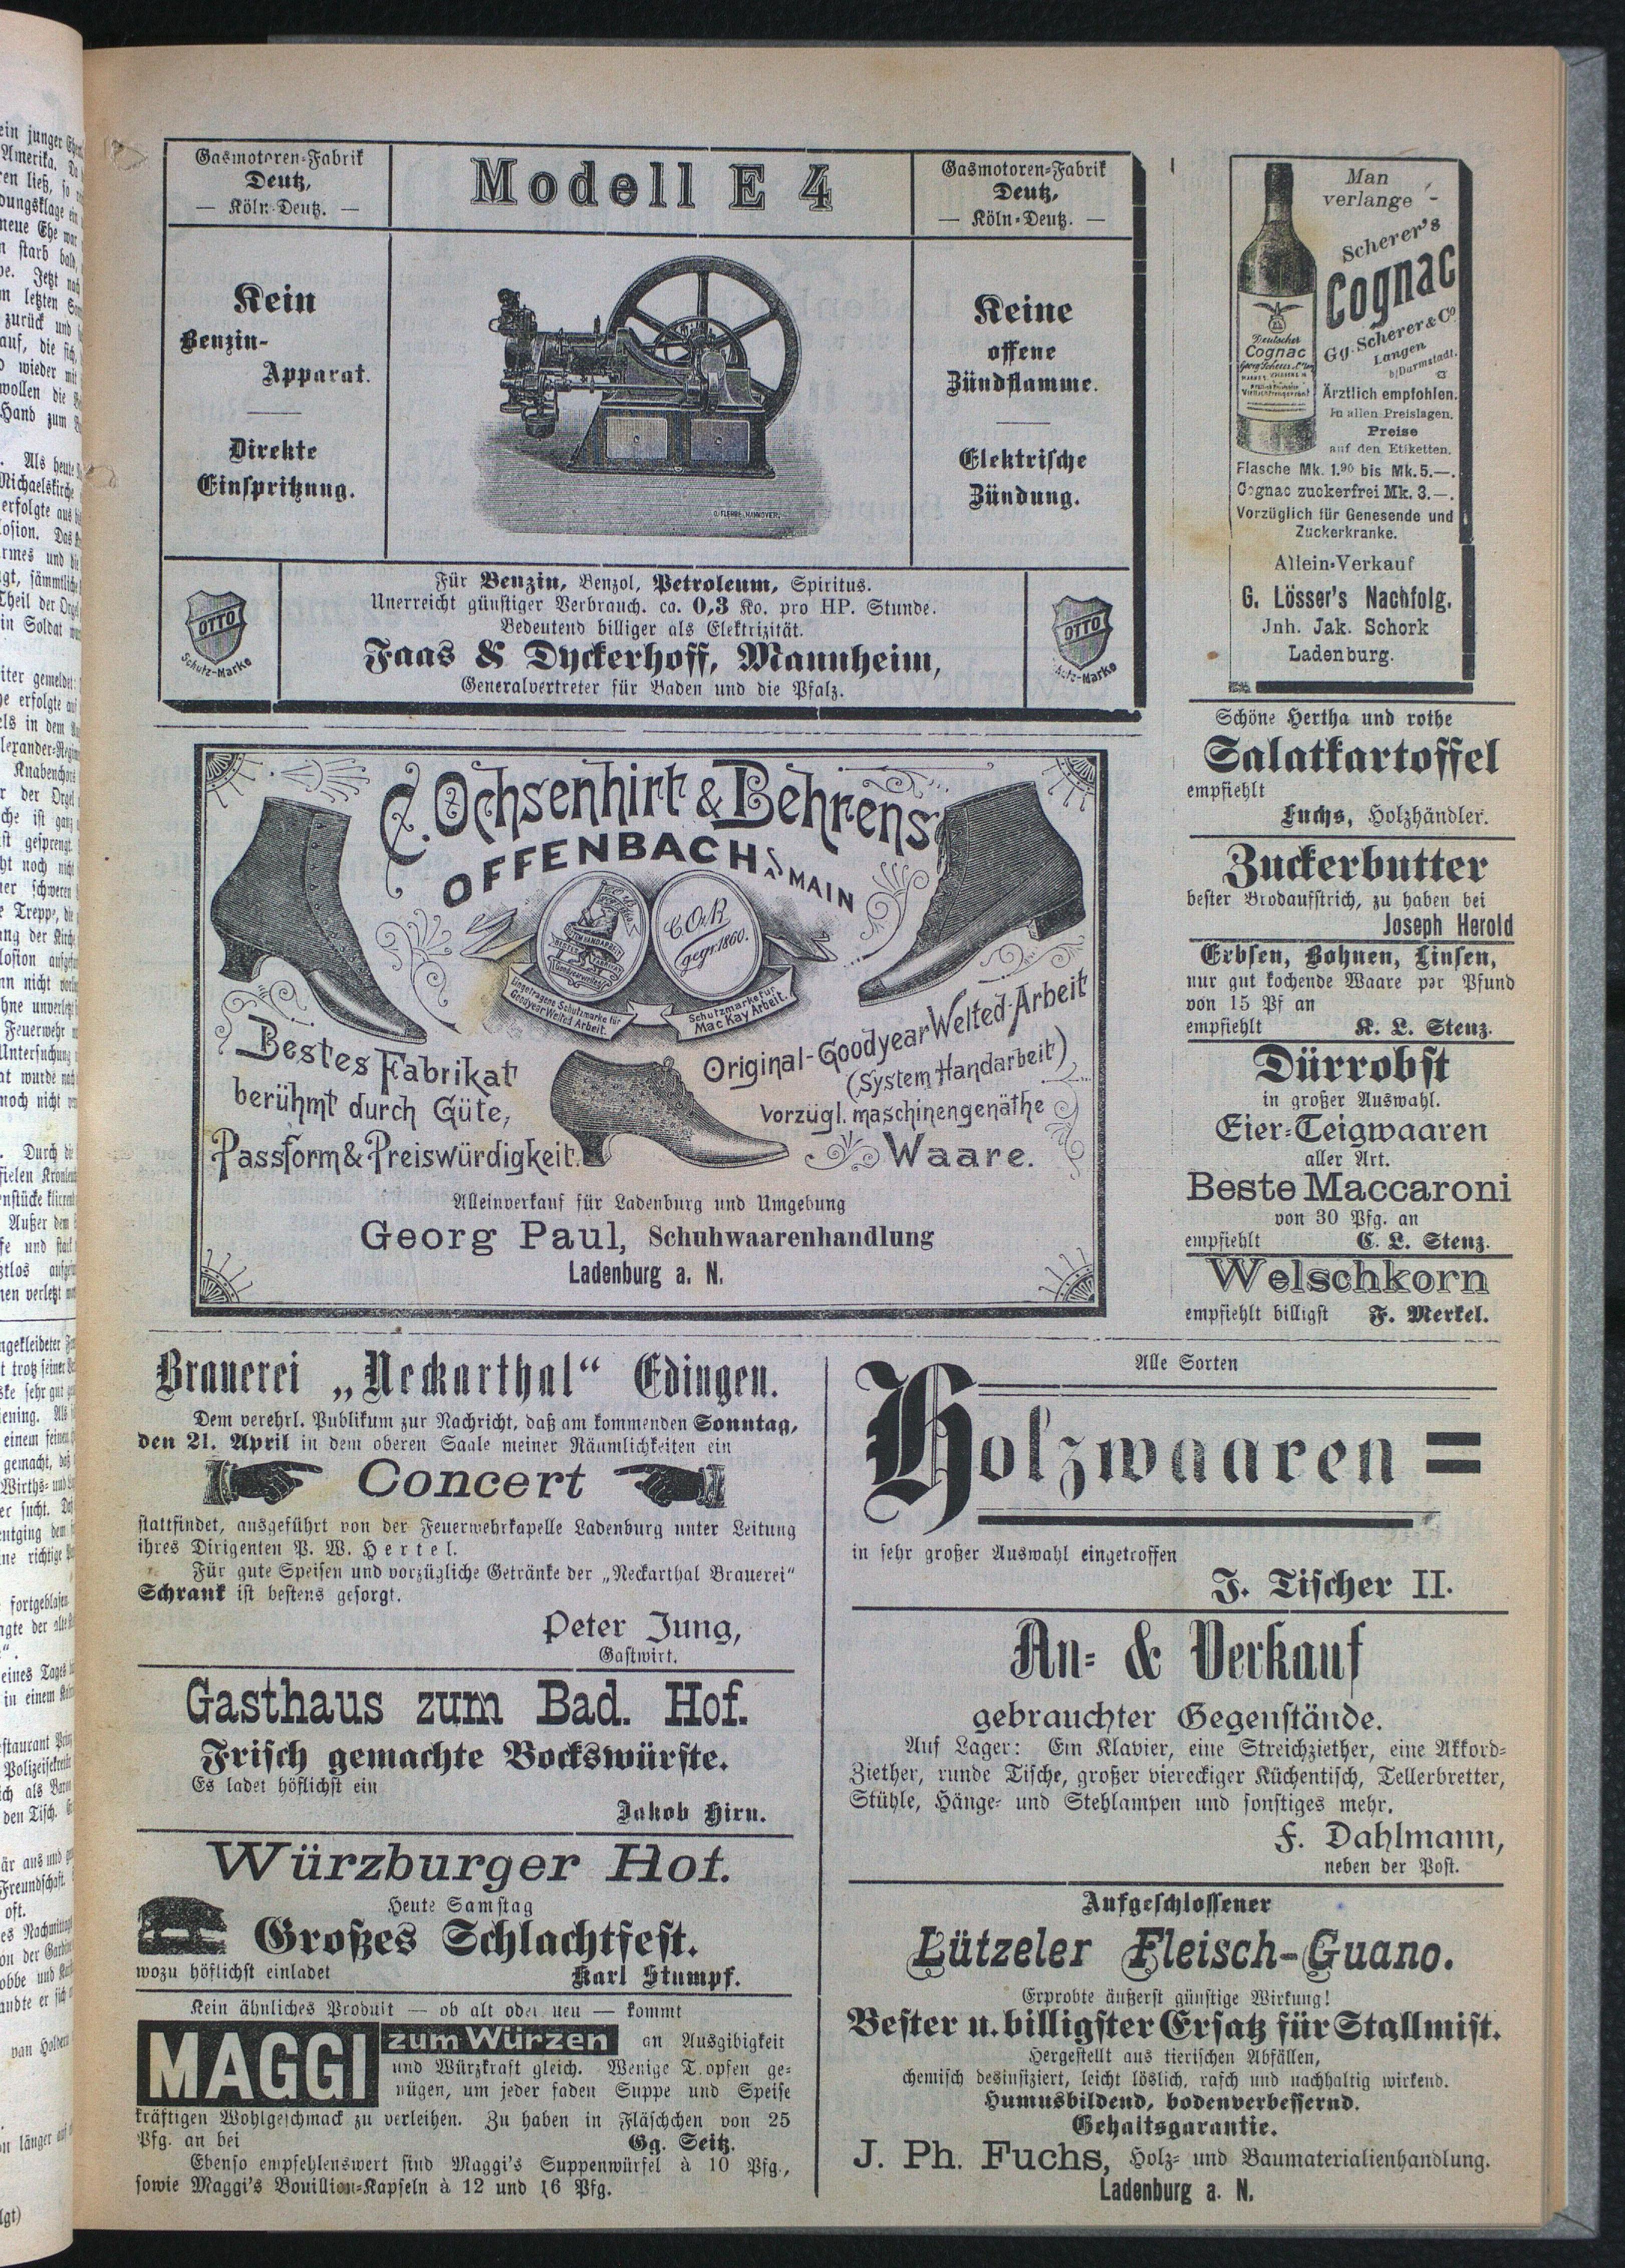 Gasmotoren-Fabrik
Deutz,
— Köln-Deutz. —
Modell E 4
Gasmotoren-Fabrik
Deutz,
— Köln-Deutz. —
Kein
Benzin-
Apparat.
Direkte
Einspritzung.
Keine
offene
Zündflamme.
Elektrische
Zündung.
OTTO
Schutz-Marke
Für Benzin, Benzol, Petroleum, Spiritus.
Unerreicht günstiger Verbrauch. ca. 0,3 Ko. pro HP. Stunde.
Bedeutend billiger als Elektrizität.
Faas & Dyckerhoff, Mannheim,
Generalvertreter für Baden und die Pfalz.
OTTO
Schutz-Marke
Man
verlange
Scherer's
Cognac
Gg. Scherer & Co
Langen
b/Darmstadt.
Deutscher
Cognac
Ärztlich empfohlen.
In allen Preislagen.
Preise
auf den Etiketten.
Flasche Mk. 1.90 bis Mk. 5.—.
Cognac zuckerfrei Mk. 3.—.
Vorzüglich für Genesende und
Zuckerkranke.
Allein-Verkauf
G. Lösser's Nachfolg.
Jnh. Jak. Schork
Ladenburg.
Schöne Hertha und rothe
Salatkartoffel
empfiehlt
Fuchs, Holzhändler.
Zuckerbutter
bester Brodaufstrich, zu haben bei
Joseph Herold
Erbsen, Bohnen, Linsen,
nur gut kochende Waare per Pfund
von 15 Pf an
empfiehlt K. L. Stenz.
Dürrobst
in großer Auswahl.
Eier-Teigwaaren
aller Art.
Beste Maccaroni
von 30 Pfg. an
empfiehlt C. L. Stenz.
Welschkorn
empfiehlt billigst F. Merkel.
C. Ochsenhirt & Behrens
OFFENBACH a. MAIN
C.O.&B.
gegr. 1860.
Eingetragene Schutzmarke für
Goodyear Welted Arbeit.
Schutzmarke für
Mac Kay Arbeit.
Bestes Fabrikat
berühmt durch Güte,
Passform & Preiswürdigkeit.
Original-Goodyear Welted-Arbeit
(System Handarbeit)
vorzügl. maschinengenäthe
Waare.
Alleinverkauf für Ladenburg und Umgebung
Georg Paul, Schuhwaarenhandlung
Ladenburg a. N.
Brauerei „Neckarthal“ Edingen.
Dem verehrl. Publikum zur Nachricht, daß am kommenden Sonntag,
den 21. April in dem oberen Saale meiner Räumlichkeiten ein
Concert
stattfindet, ausgeführt von der Feuerwehrkapelle Ladenburg unter Leitung
ihres Dirigenten P. W. Hertel.
Für gute Speisen und vorzügliche Getränke der „Neckarthal Brauerei“
Schrank ist bestens gesorgt.
Peter Jung,
Gastwirt.
Gasthaus zum Bad. Hof.
Frisch gemachte Bockswürste.
Es ladet höflichst ein
Jakob Hirn.
Würzburger Hof.
Heute Samstag
Großes Schlachtfest.
wozu höflichst einladet Karl Stumpf.
Kein ähnliches Produkt — ob alt oder neu — kommt
MAGGI zum Würzen an Ausgibigkeit
und Würzkraft gleich. Wenige Tropfen ge-
nügen, um jeder faden Suppe und Speise
kräftigen Wohlgeschmack zu verleihen. Zu haben in Fläschchen von 25
Pfg. an bei Gg. Seitz.
Ebenso empfehlenswert sind Maggi's Suppenwürfel à 10 Pfg.,
sowie Maggi's Bouillion-Kapseln à 12 und 16 Pfg.
Alle Sorten
Holzwaaren
in sehr großer Auswahl eingetroffen
J. Tischer II.
An- & Verkauf
gebrauchter Gegenstände.
Auf Lager: Ein Klavier, eine Streichziether, eine Akkord-
Ziether, runde Tische, großer viereckiger Küchentisch, Tellerbretter,
Stühle, Hänge- und Stehlampen und sonstiges mehr.
F. Dahlmann,
neben der Post.
Aufgeschlossener
Lützeler Fleisch-Guano.
Erprobte äußerst günstige Wirkung!
Bester u. billigster Ersatz für Stallmist.
Hergestellt aus tierischen Abfällen,
chemisch desinfiziert, leicht löslich, rasch und nachhaltig wirkend.
Humusbildend, bodenverbessernd.
Gehaltsgarantie.
J. Ph. Fuchs, Holz- und Baumaterialienhandlung.
Ladenburg a. N.